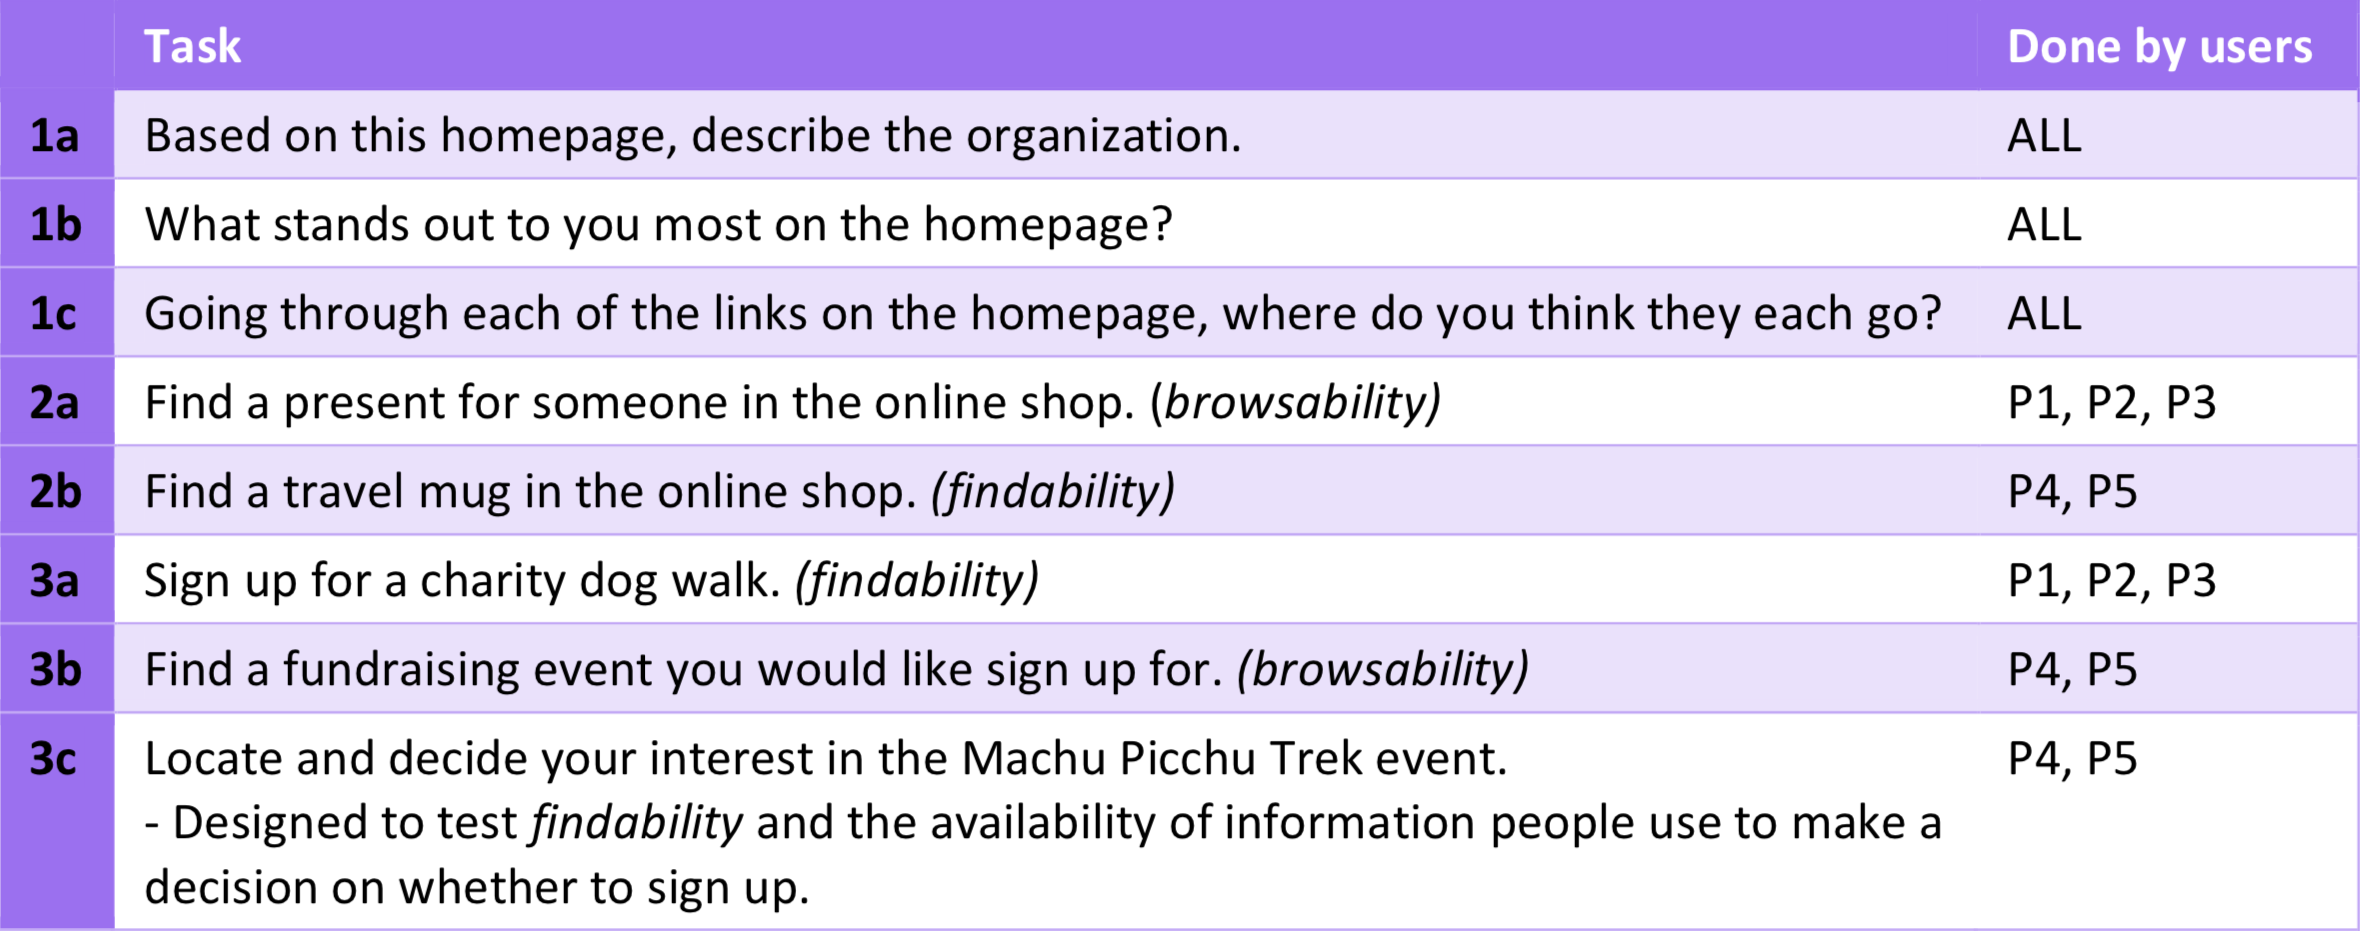 Task Done by users
1a Based on this homepage, describe the organization. ALL
1b What stands out to you most on the homepage? ALL
1c Going through each of the links on the homepage, where do you think they each go? ALL
2a Find a present for someone in the online shop. (browsability) P1, P2, P3
2b Find a travel mug in the online shop. (findability) P4, P5
3a Sign up for a charity dog walk. (findability) P1, P2, P3
3b Find a fundraising event you would like sign up for. (browsability) P4, P5
3c Locate and decide your interest in the Machu Picchu Trek event. P4, P5
- Designed to test findability and the availability of information people use to make a
decision on whether to sign up.